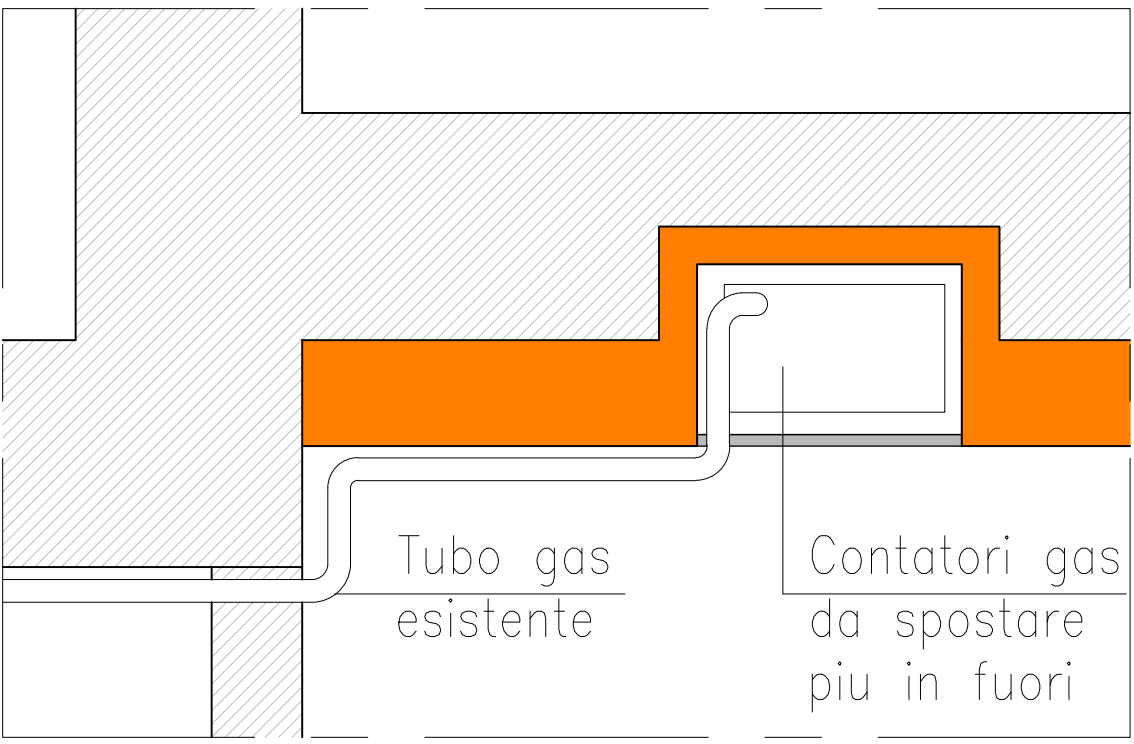 Tubo gas
esistente
Contatori gas
da spostare
piu in fuori